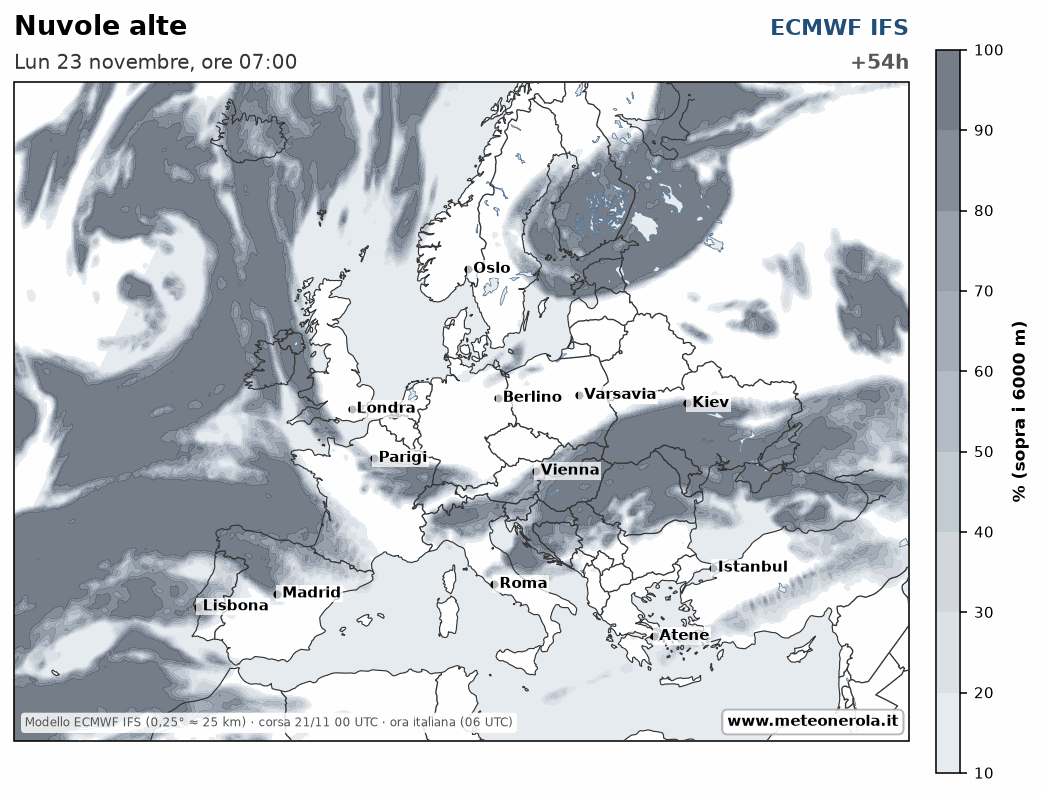 Nuvole alte
ECMWF IFS
Lun 23 novembre, ore 07:00
+54h
100
90
80
70
60
50
40
30
20
10
% (sopra i 6000 m)
Oslo
Londra
Berlino
Varsavia
Kiev
Parigi
Vienna
Istanbul
Roma
Madrid
Lisbona
Atene
Modello ECMWF IFS (0,25° ≈ 25 km) · corsa 21/11 00 UTC · ora italiana (06 UTC)
www.meteonerola.it